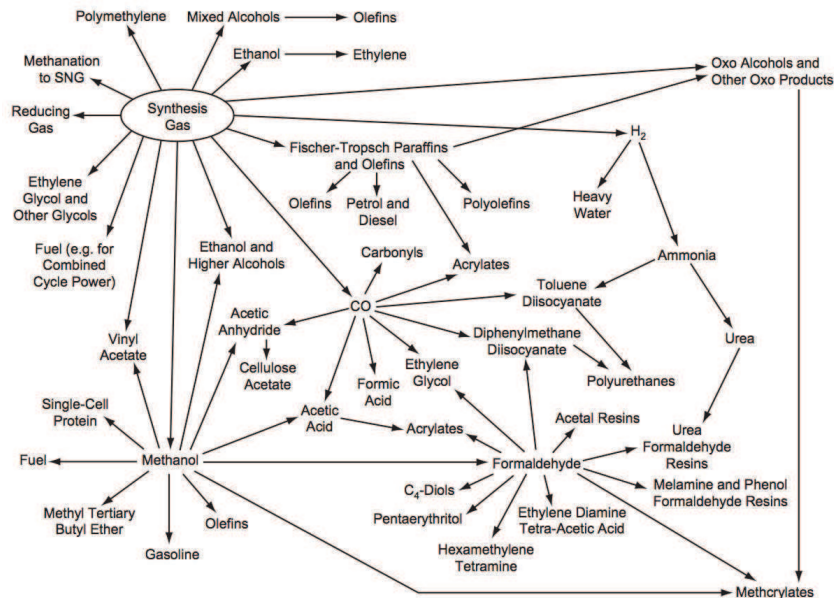 Polymethylene
Mixed Alcohols
Olefins
Ethanol
Ethylene
Methanation
to SNG
Oxo Alcohols and
Other Oxo Products
Synthesis
Gas
Reducing
Gas
H₂
Fischer-Tropsch Paraffins
and Olefins
Ethylene
Glycol and
Other Glycols
Olefins
Petrol and
Diesel
Polyolefins
Heavy
Water
Fuel (e.g. for
Combined
Cycle Power)
Ethanol and
Higher Alcohols
Carbonyls
Acrylates
Ammonia
Toluene
Diisocyanate
CO
Acetic
Anhydride
Vinyl
Acetate
Diphenylmethane
Diisocyanate
Urea
Cellulose
Acetate
Ethylene
Glycol
Formic
Acid
Polyurethanes
Single-Cell
Protein
Acetic
Acid
Acrylates
Acetal Resins
Urea
Formaldehyde
Resins
Fuel
Methanol
Formaldehyde
C₄-Diols
Melamine and Phenol
Formaldehyde Resins
Methyl Tertiary
Butyl Ether
Olefins
Pentaerythritol
Ethylene Diamine
Tetra-Acetic Acid
Gasoline
Hexamethylene
Tetramine
Methcrylates